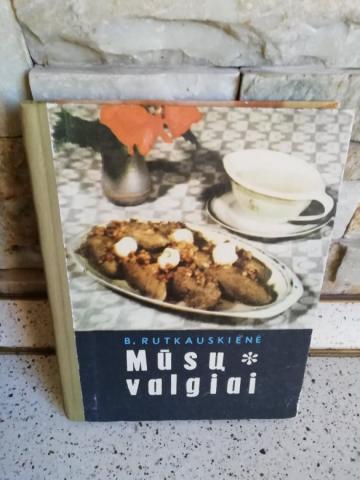 B. RUTKAUSKIENĖ
Mūsų *
valgiai